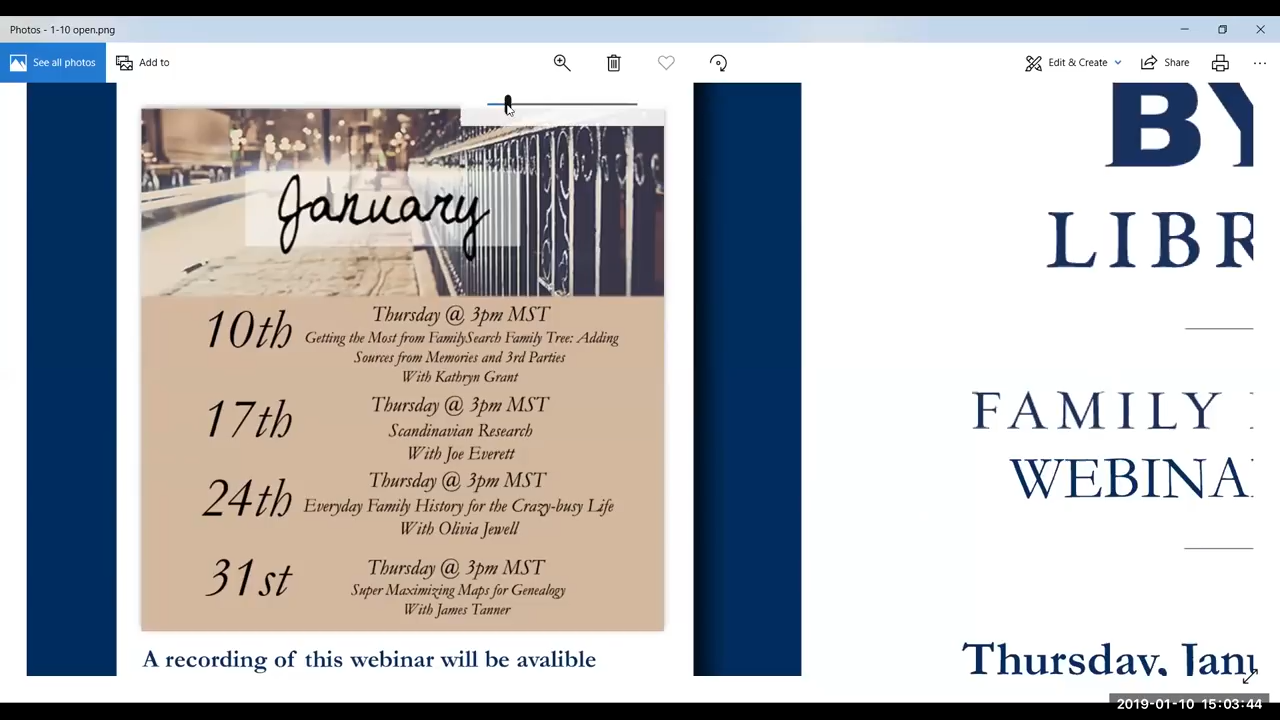 Photos - 1-10 open.png
See all photos
Add to
Edit & Create
Share
January
10th
Thursday @ 3pm MST
Getting the Most from FamilySearch Family Tree: Adding
Sources from Memories and 3rd Parties
With Kathryn Grant
17th
Thursday @ 3pm MST
Scandinavian Research
With Joe Everett
24th
Thursday @ 3pm MST
Everyday Family History for the Crazy-busy Life
With Olivia Jewell
31st
Thursday @ 3pm MST
Super Maximizing Maps for Genealogy
With James Tanner
A recording of this webinar will be avalible
BY
LIBR
FAMILY
WEBINA
Thursday, Janu
2019-01-10 15:03:44